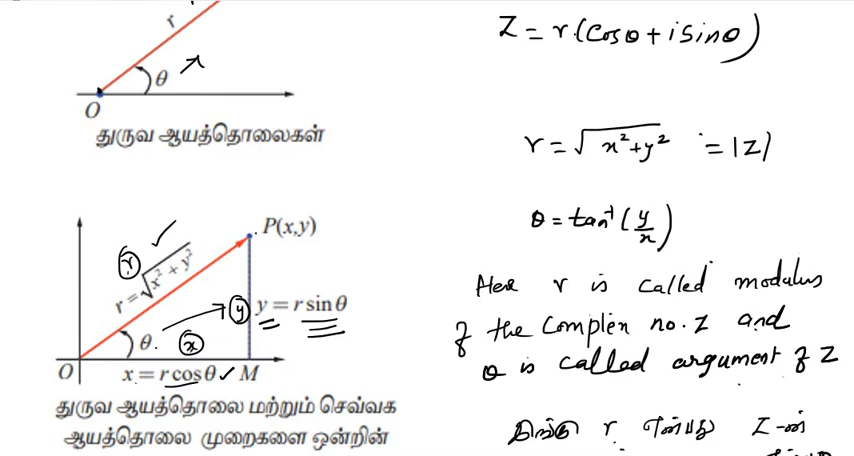 r
θ
O
துருவ ஆயத்தொலைகள்
P(x,y)
r
r = √x² + y²
y
y = r sin θ
θ.
x
O
x = r cos θ ✓ M
துருவ ஆயத்தொலை மற்றும் செவ்வக
ஆயத்தொலை முறைகளை ஒன்றின்
Z = r.(Cosθ + i Sinθ)
r = √x²+y² = |Z|
θ = tan⁻¹(y/x)
Here r is called modulus
of the Complex no. Z and
θ is called argument of Z
இங்கு r என்பது Z-ன்